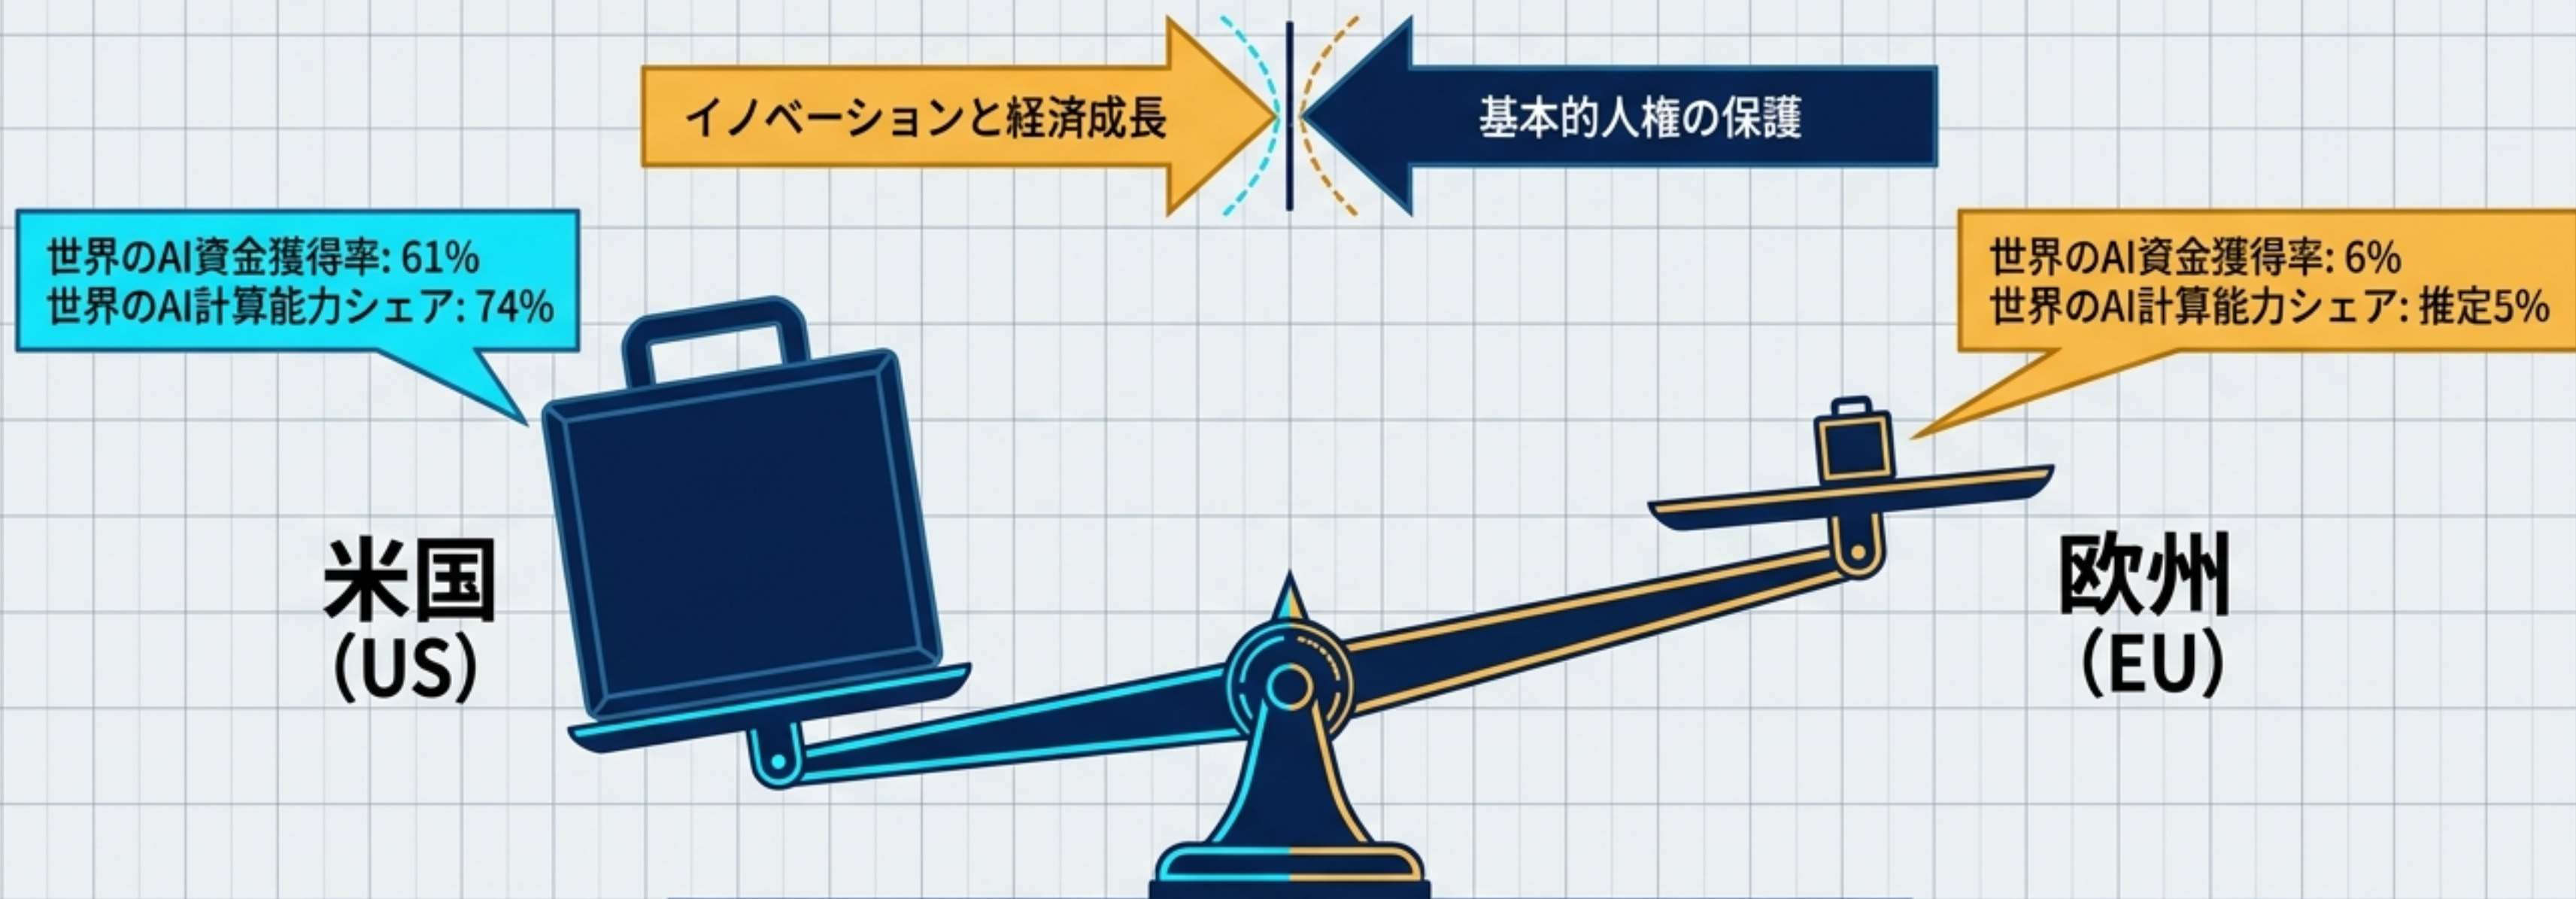 イノベーションと経済成長
基本的人権の保護
世界のAI資金獲得率: 61%
世界のAI計算能力シェア: 74%
世界のAI資金獲得率: 6%
世界のAI計算能力シェア: 推定5%
米国
(US)
欧州
(EU)